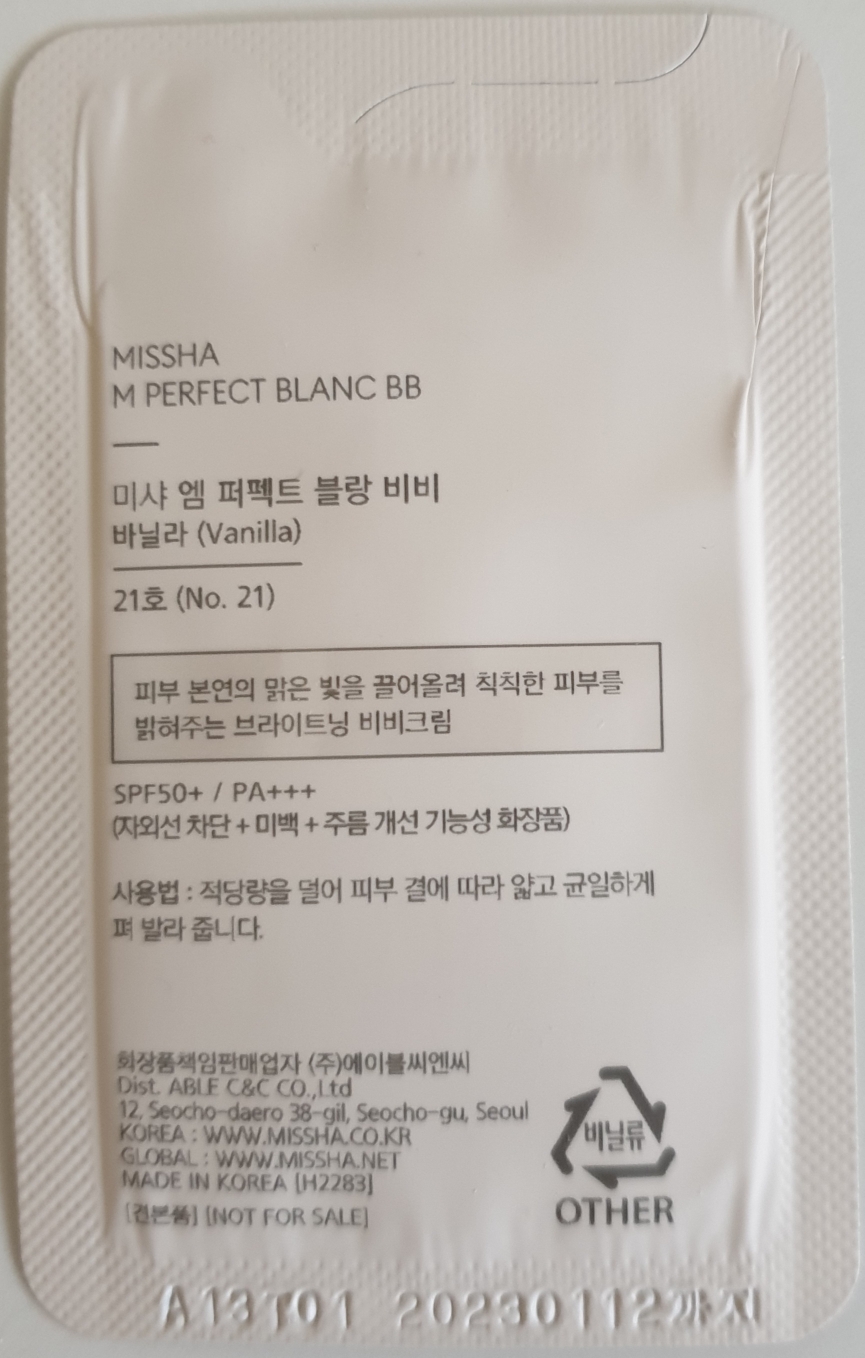 MISSHA
M PERFECT BLANC BB
미샤 엠 퍼펙트 블랑 비비
바닐라 (Vanilla)
21호 (No. 21)
피부 본연의 맑은 빛을 끌어올려 칙칙한 피부를
밝혀주는 브라이트닝 비비크림
SPF50+ / PA+++
(자외선 차단 + 미백 + 주름 개선 기능성 화장품)
사용법 : 적당량을 덜어 피부 결에 따라 얇고 균일하게
펴 발라 줍니다.
화장품책임판매업자 (주)에이블씨엔씨
Dist. ABLE C&C CO.,Ltd
12, Seocho-daero 38-gil, Seocho-gu, Seoul
KOREA : WWW.MISSHA.CO.KR
GLOBAL : WWW.MISSHA.NET
MADE IN KOREA [H2283]
[견본품] [NOT FOR SALE]
비닐류
OTHER
A13T01 20230112까지